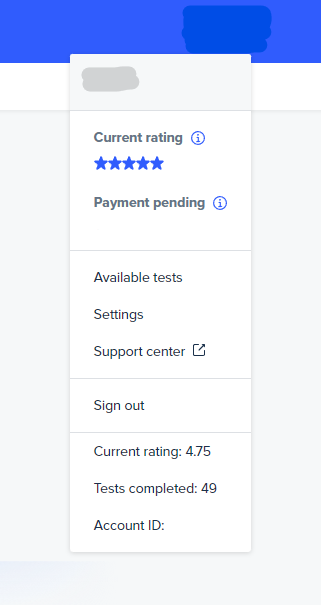 Current rating
Payment pending
Available tests
Settings
Support center
Sign out
Current rating: 4.75
Tests completed: 49
Account ID: